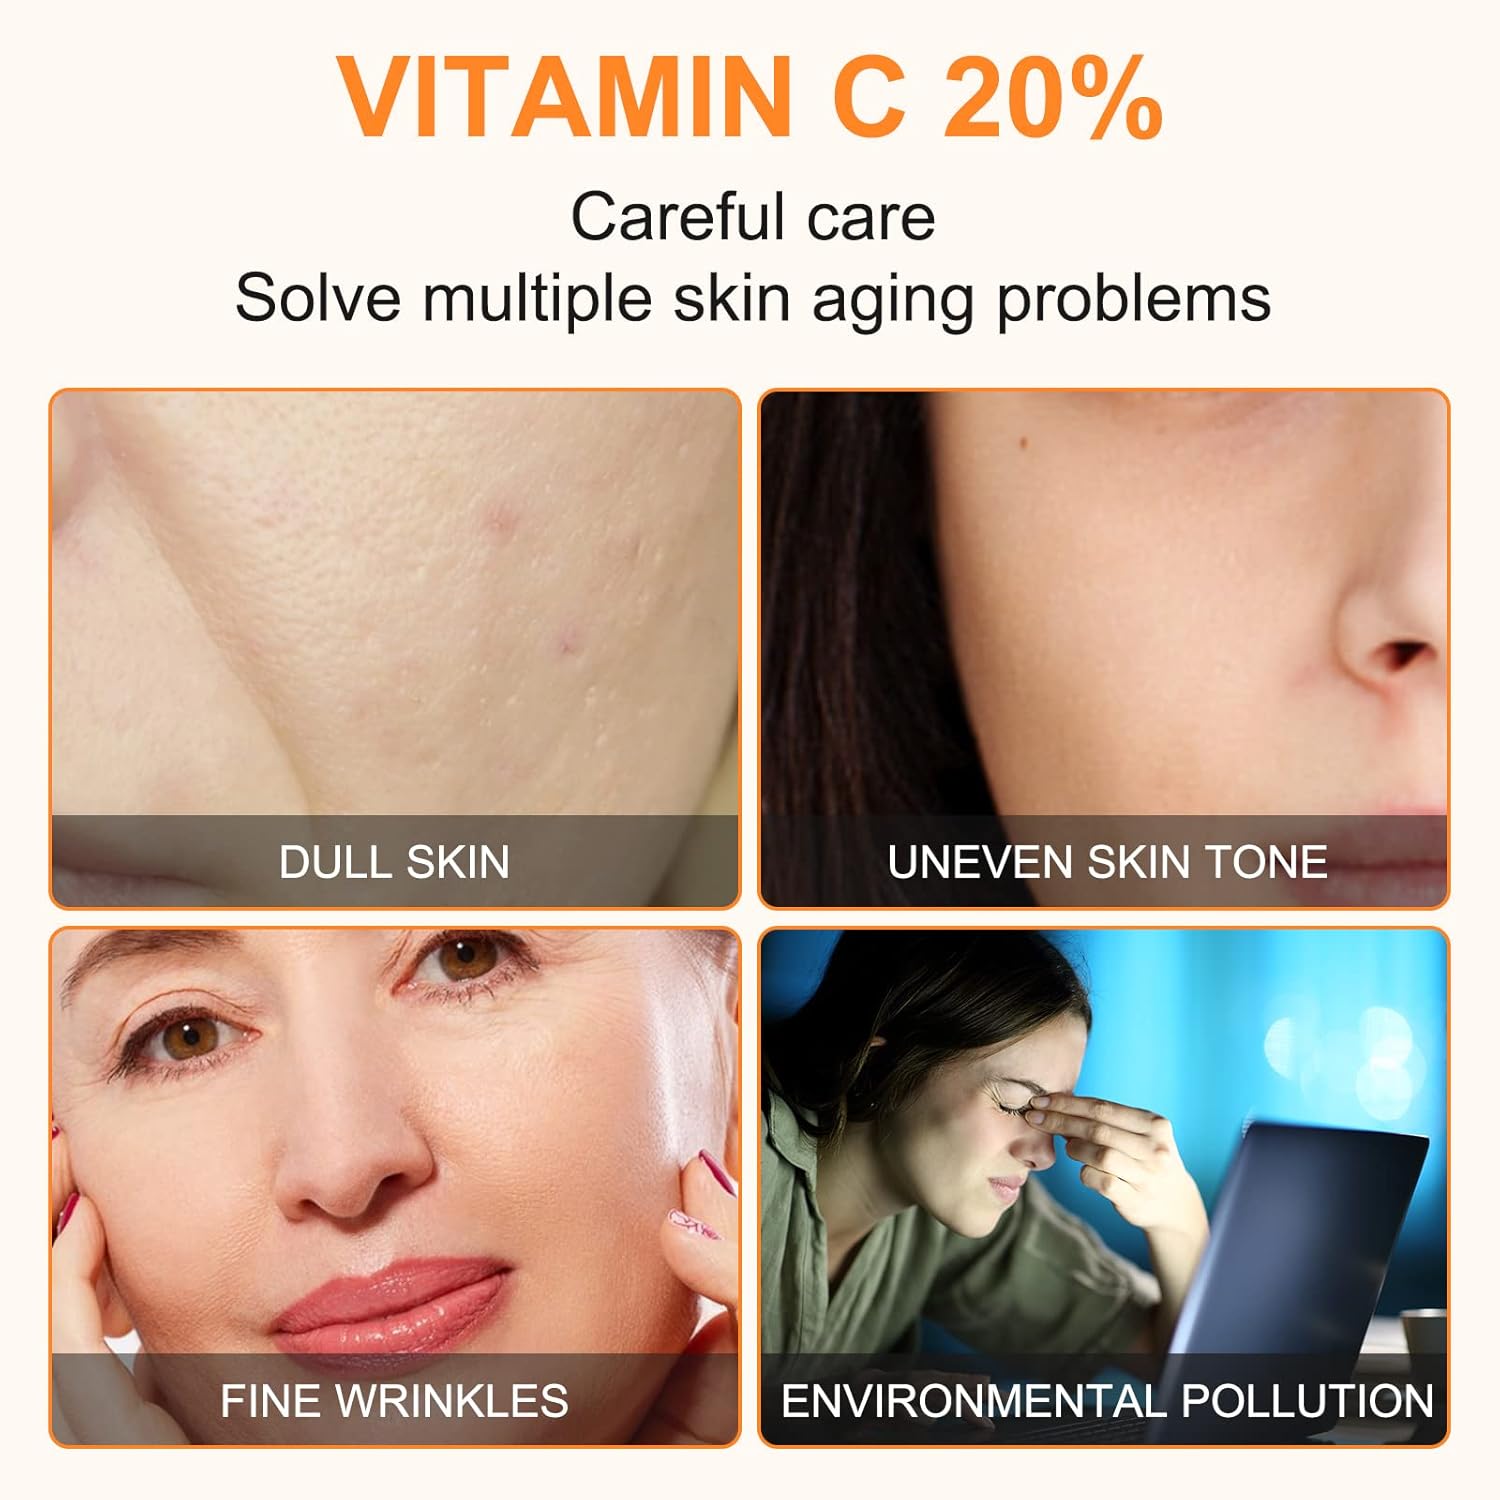 VITAMIN C 20%
Careful care
Solve multiple skin aging problems
DULL SKIN
UNEVEN SKIN TONE
FINE WRINKLES
ENVIRONMENTAL POLLUTION